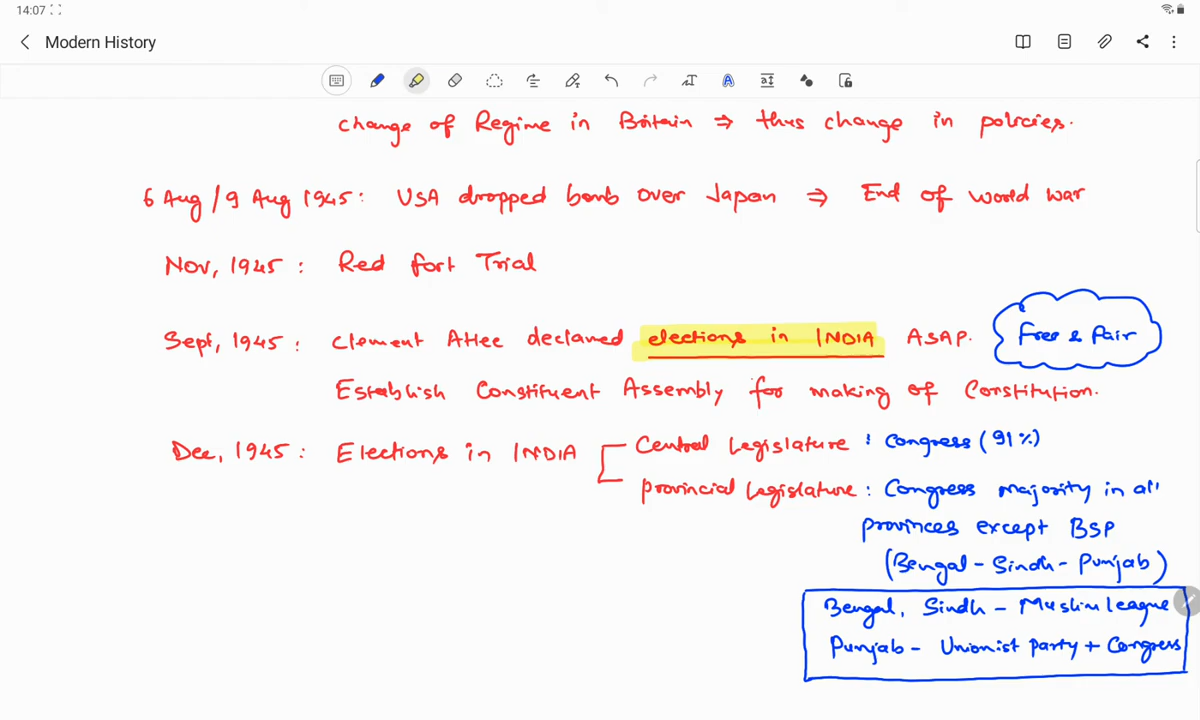 14:07
Modern History
change of Regime in Britain ⇒ thus change in policies.
6 Aug / 9 Aug 1945: USA dropped bomb over Japan ⇒ End of world war
Nov, 1945 : Red fort Trial
Sept, 1945 : Clement Attlee declared elections in INDIA ASAP. Free & Fair
Establish Constituent Assembly for making of Constitution.
Dec, 1945 : Elections in INDIA Central Legislature : Congress (91%)
Provincial Legislature : Congress majority in all
provinces except BSP
(Bengal - Sindh - Punjab)
Bengal, Sindh - Muslim league
Punjab - Unionist party + Congress